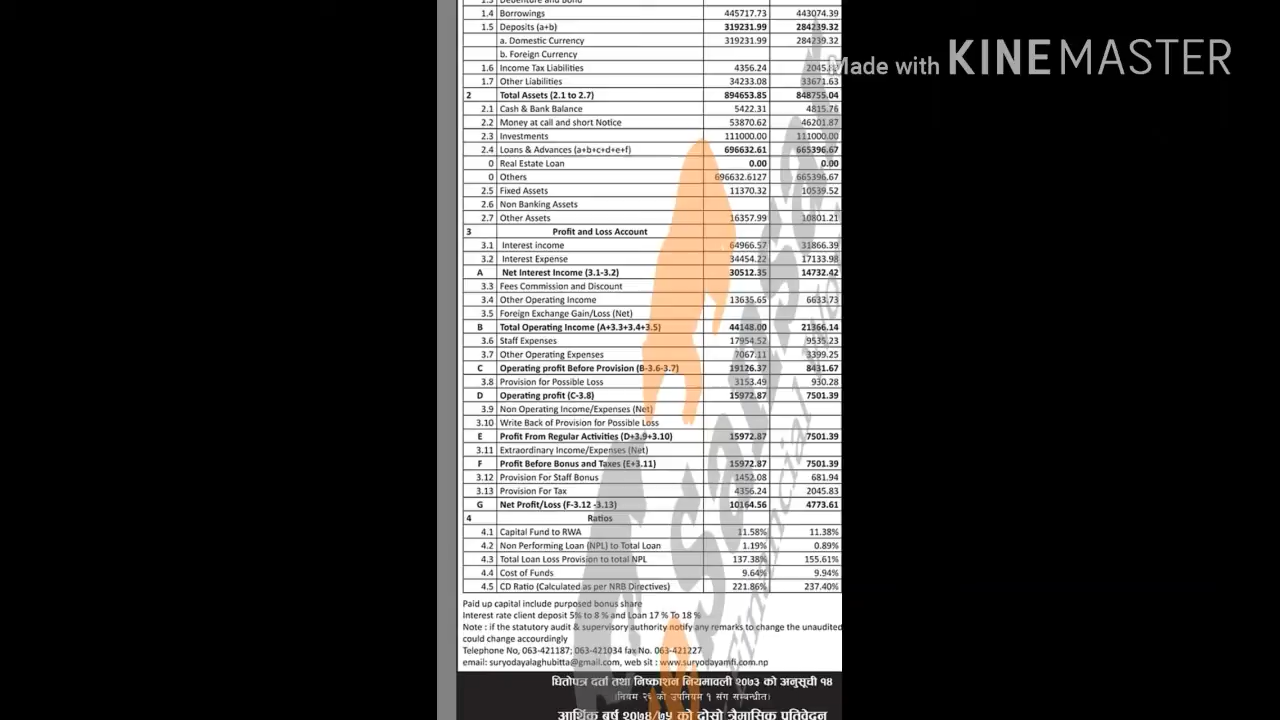 1.3 Debenture and Bond
1.4 Borrowings 445717.73 443074.39
1.5 Deposits (a+b) 319231.99 284239.32
a. Domestic Currency 319231.99 284239.32
b. Foreign Currency
1.6 Income Tax Liabilities 4356.24
Made with KINEMASTER
1.7 Other Liabilities 34233.08 33671.63
2 Total Assets (2.1 to 2.7) 894653.85 848755.04
2.1 Cash & Bank Balance 5422.31 4815.76
2.2 Money at call and short Notice 53870.62 46201.87
2.3 Investments 111000.00 111000.00
2.4 Loans & Advances (a+b+c+d+e+f) 696632.61 665396.67
0 Real Estate Loan 0.00 0.00
0 Others 696632.6127 665396.67
2.5 Fixed Assets 11370.32 10539.52
2.6 Non Banking Assets
2.7 Other Assets 16357.99 10801.21
3 Profit and Loss Account
3.1 Interest income 64966.57 31866.39
3.2 Interest Expense 34454.22 17133.98
A Net Interest Income (3.1-3.2) 30512.35 14732.42
3.3 Fees Commission and Discount
3.4 Other Operating Income 13635.65 6633.73
3.5 Foreign Exchange Gain/Loss (Net)
B Total Operating Income (A+3.3+3.4+3.5) 44148.00 21366.14
3.6 Staff Expenses 17954.52 9535.23
3.7 Other Operating Expenses 7067.11 3399.25
C Operating profit Before Provision (B-3.6-3.7) 19126.37 8431.67
3.8 Provision for Possible Loss 3153.49 930.28
D Operating profit (C-3.8) 15972.87 7501.39
3.9 Non Operating Income/Expenses (Net)
3.10 Write Back of Provision for Possible Loss
E Profit From Regular Activities (D+3.9+3.10) 15972.87 7501.39
3.11 Extraordinary Income/Expenses (Net)
F Profit Before Bonus and Taxes (E+3.11) 15972.87 7501.39
3.12 Provision For Staff Bonus 1452.08 681.94
3.13 Provision For Tax 4356.24 2045.83
G Net Profit/Loss (F-3.12 -3.13) 10164.56 4773.61
4 Ratios
4.1 Capital Fund to RWA 11.58% 11.38%
4.2 Non Performing Loan (NPL) to Total Loan 1.19% 0.89%
4.3 Total Loan Loss Provision to total NPL 137.38% 155.61%
4.4 Cost of Funds 9.64% 9.94%
4.5 CD Ratio (Calculated as per NRB Directives) 221.86% 237.40%
Paid up capital include purposed bonus share
Interest rate client deposit 5% to 8 % and Loan 17 % To 18 %
Note : if the statutory audit & supervisory authority notify any remarks to change the unaudited
could change accourdingly
Telephone No, 063-421187; 063-421034 fax No. 063-421227
email: suryodayalaghubitta@gmail.com, web sit : www.suryodayamfi.com.np
धितोपत्र दर्ता तथा निष्काशन नियमावली २०७३ को अनुसूची १४
(नियम २६ को उपनियम १ संग सम्बन्धीत)
आर्थिक बर्ष २०७४/७५ को दोस्रो त्रैमासिक प्रतिवेदन